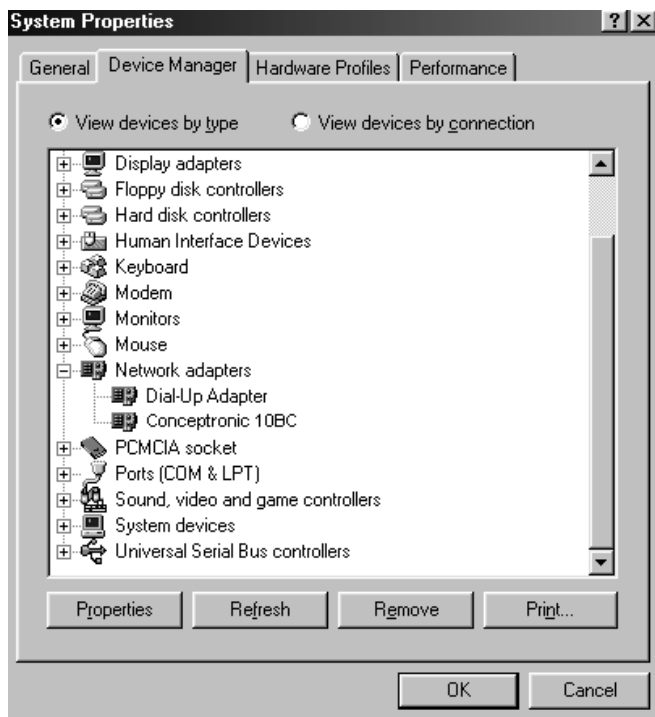 System Properties
General Device Manager Hardware Profiles Performance
View devices by type View devices by connection
Display adapters
Floppy disk controllers
Hard disk controllers
Human Interface Devices
Keyboard
Modem
Monitors
Mouse
Network adapters
Dial-Up Adapter
Conceptronic 10BC
PCMCIA socket
Ports (COM & LPT)
Sound, video and game controllers
System devices
Universal Serial Bus controllers
Properties Refresh Remove Print...
OK Cancel